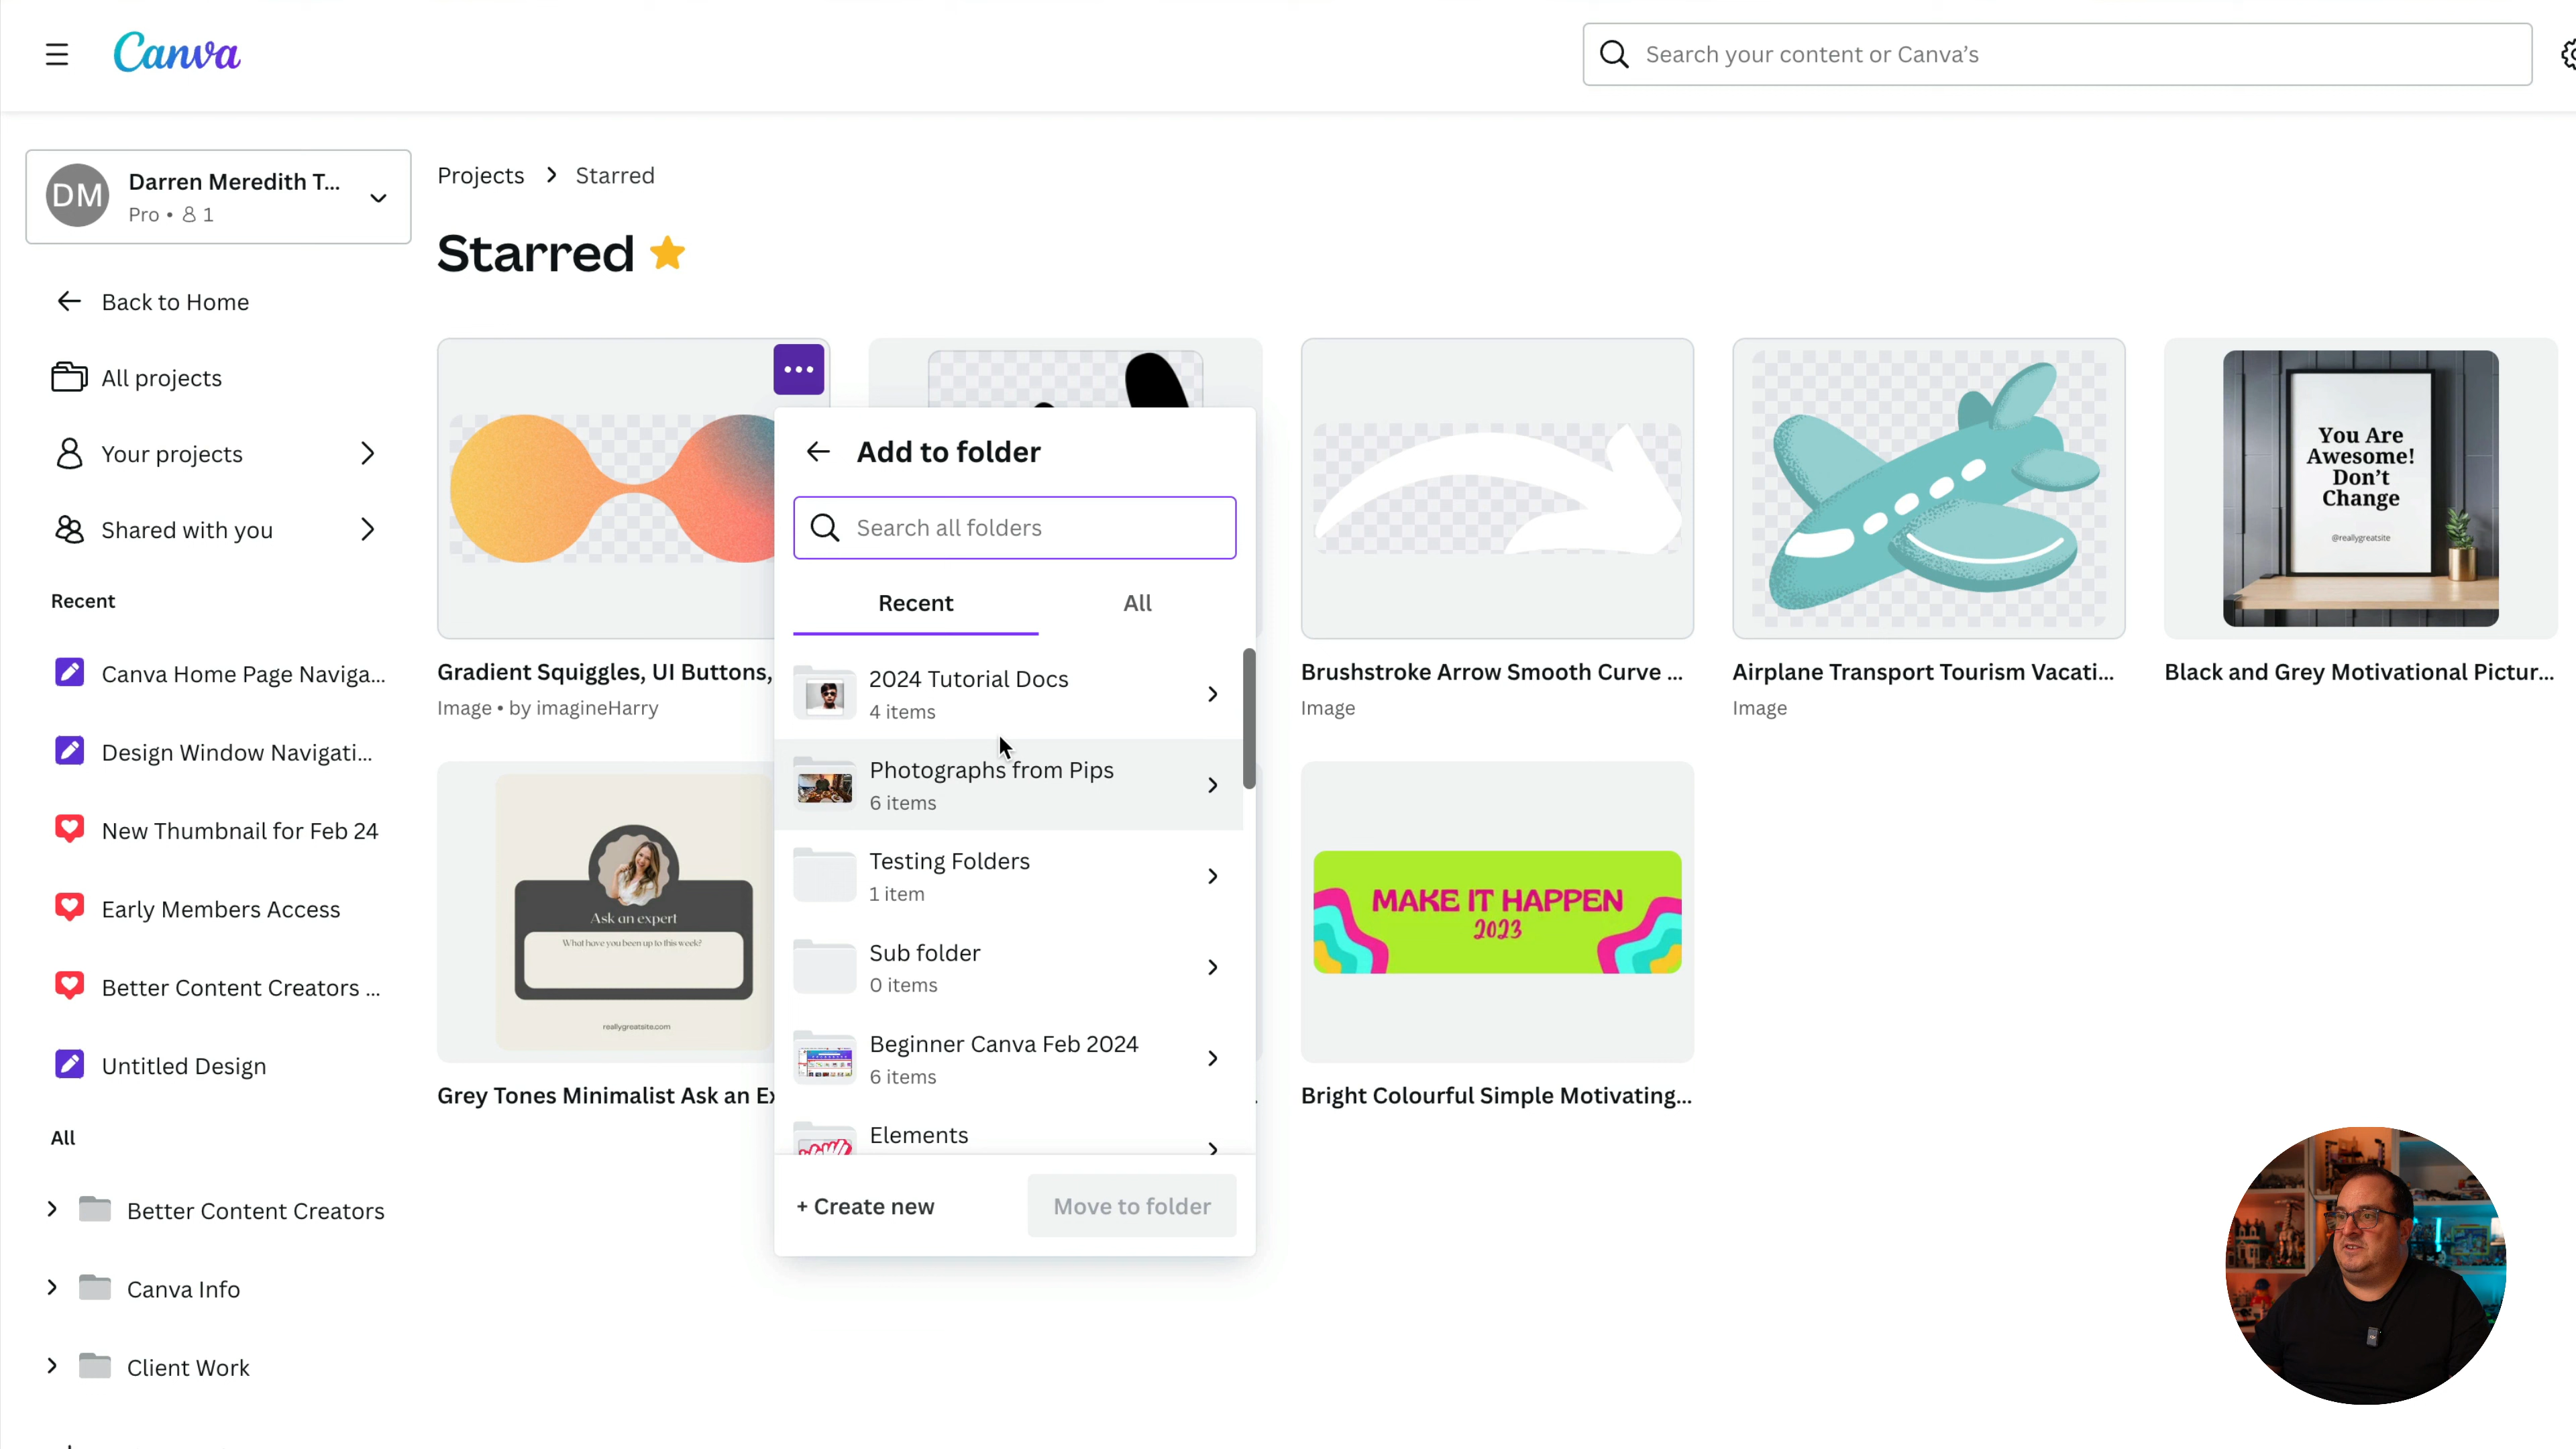 Canva
Search your content or Canva's
DM
Darren Meredith T...
Pro • 1
Back to Home
All projects
Your projects
Shared with you
Recent
Canva Home Page Naviga...
Design Window Navigati...
New Thumbnail for Feb 24
Early Members Access
Better Content Creators ...
Untitled Design
All
Better Content Creators
Canva Info
Client Work
Projects > Starred
Starred
Gradient Squiggles, UI Buttons,
Image • by imagineHarry
Brushstroke Arrow Smooth Curve ...
Image
Airplane Transport Tourism Vacati...
Image
You Are
Awesome!
Don't
Change
@reallygreatsite
Black and Grey Motivational Pictur...
Ask an expert
What have you been up to this week?
reallygreatsite.com
Grey Tones Minimalist Ask an Ex
MAKE IT HAPPEN
2023
Bright Colourful Simple Motivating...
Add to folder
Search all folders
Recent
All
2024 Tutorial Docs
4 items
Photographs from Pips
6 items
Testing Folders
1 item
Sub folder
0 items
Beginner Canva Feb 2024
6 items
Elements
+ Create new
Move to folder